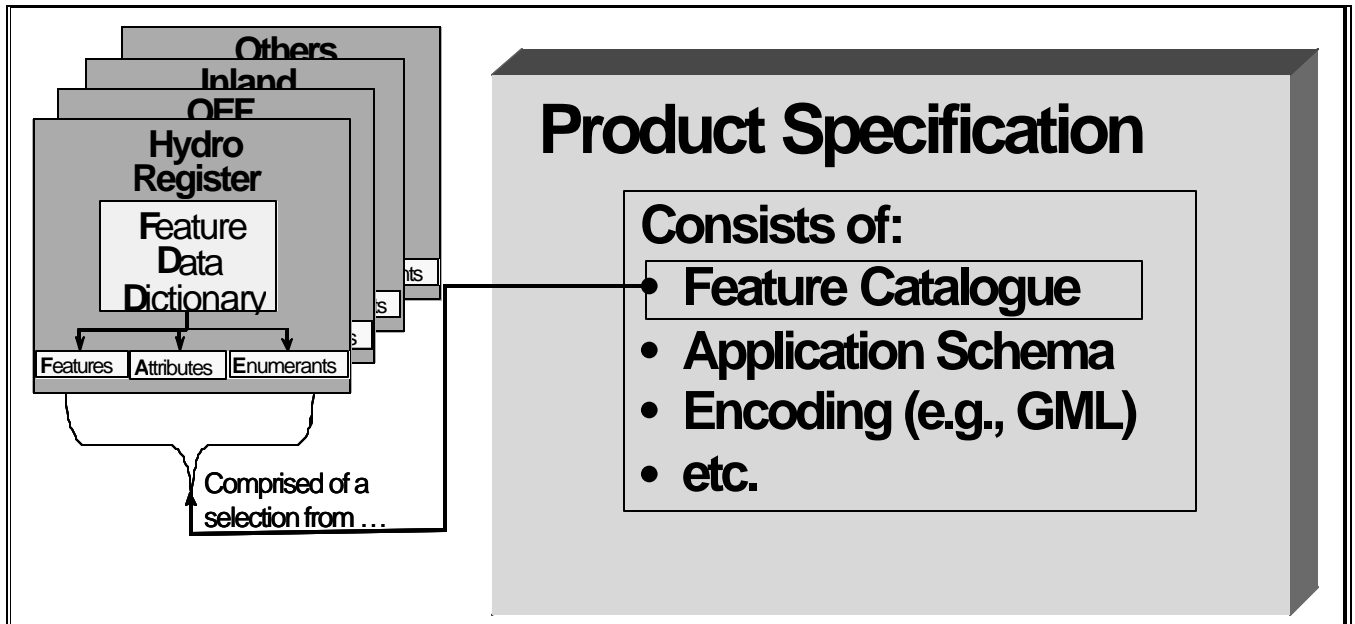 Others
Inland
Hydro
Register
Feature
Data
Dictionary
Features Attributes Enumerants
Comprised of a
selection from …
Product Specification
Consists of:
• Feature Catalogue
• Application Schema
• Encoding (e.g., GML)
• etc.